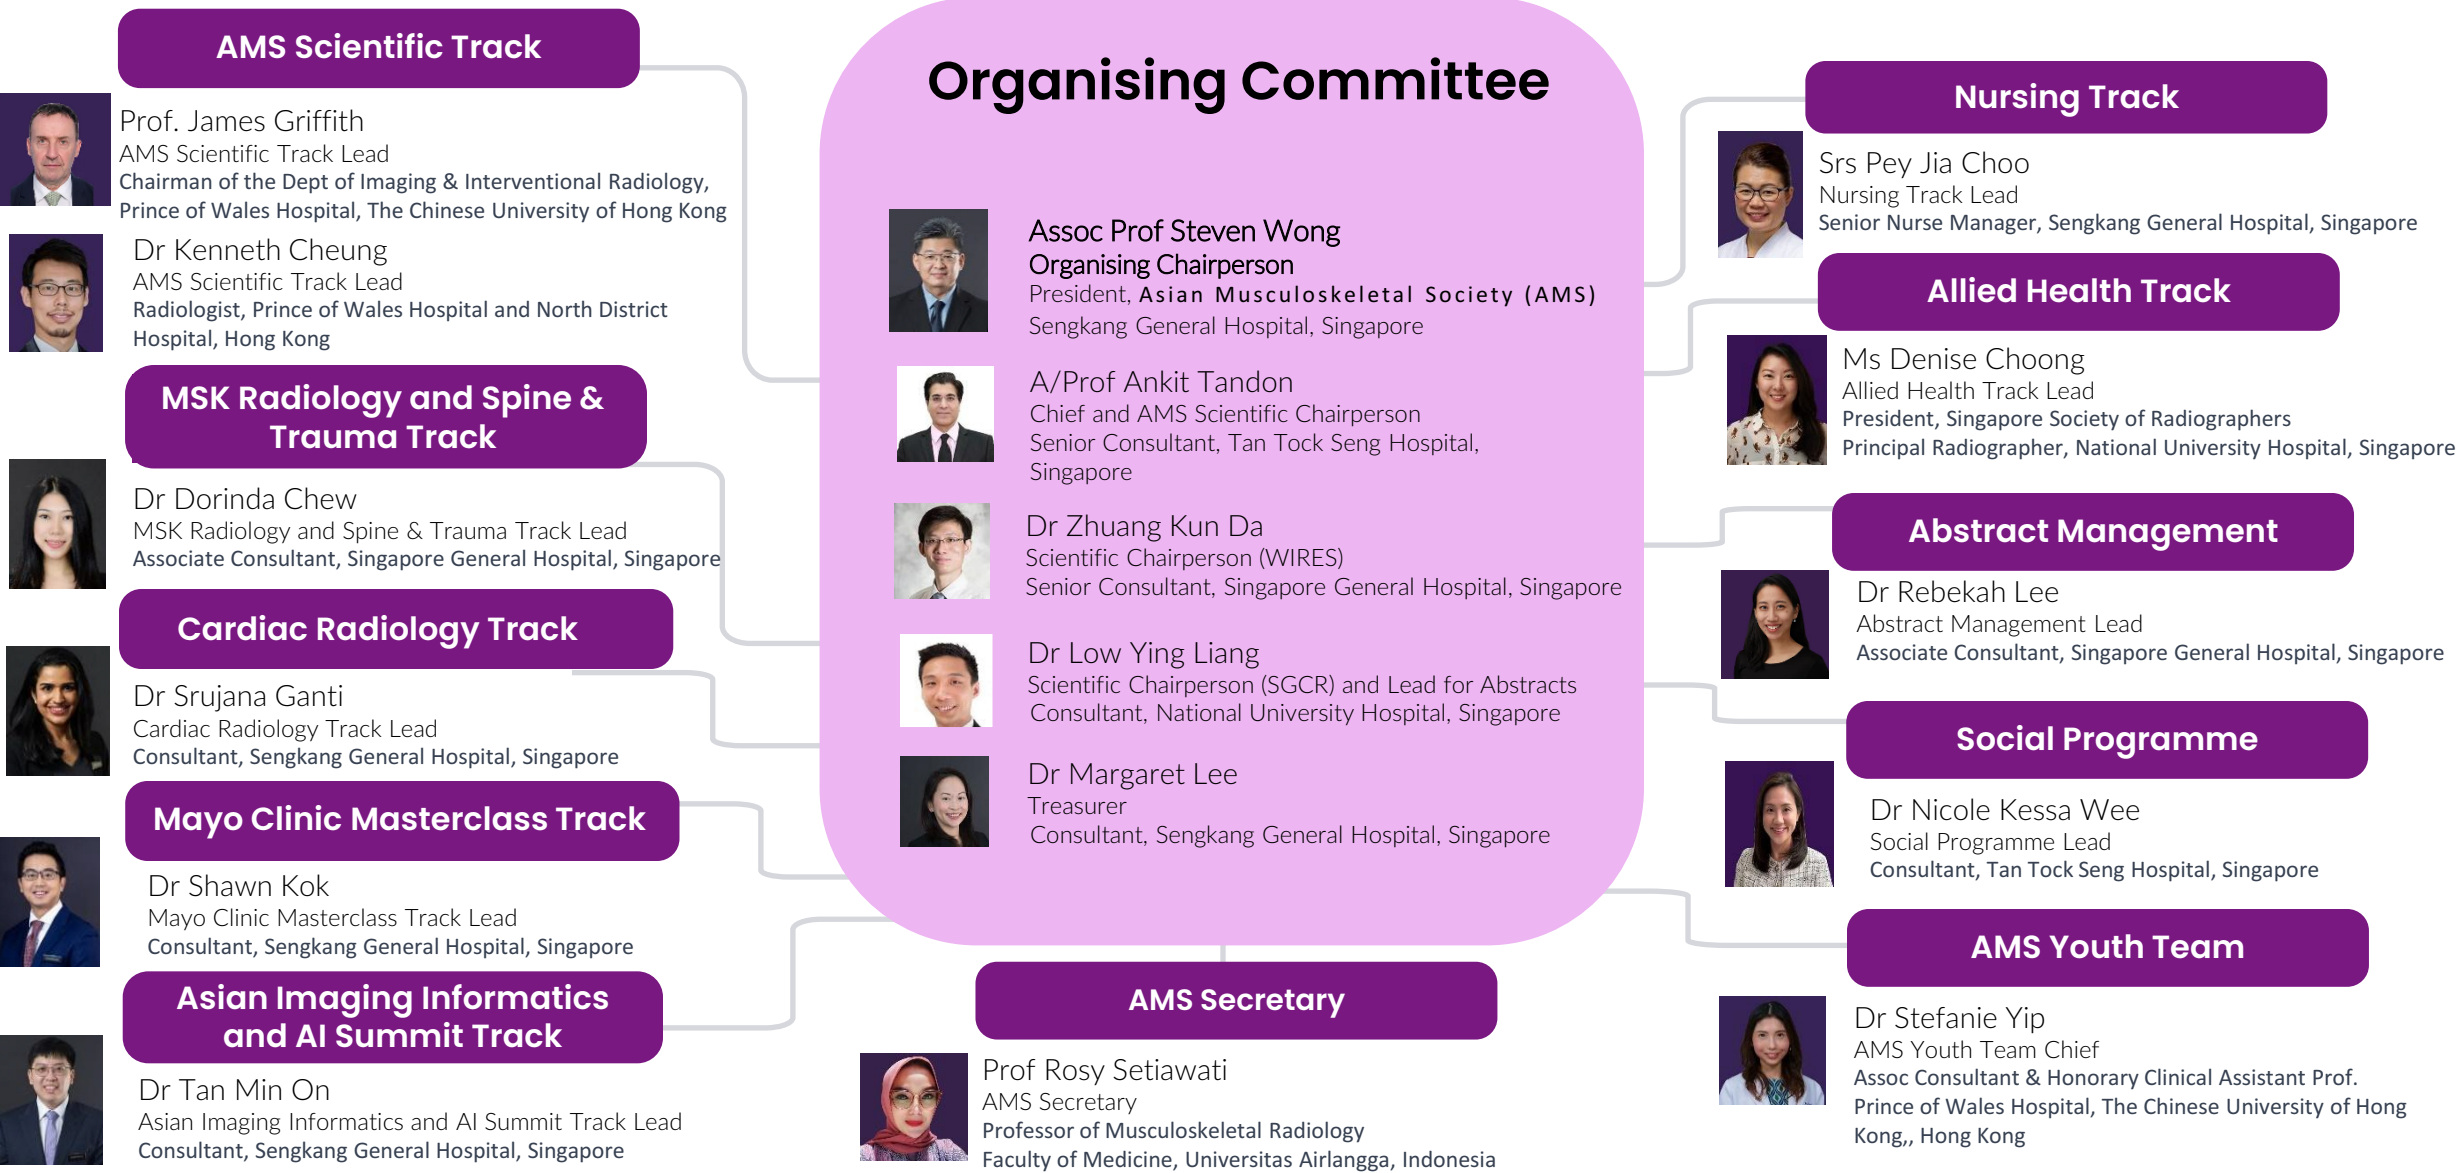 AMS Scientific Track
Prof. James Griffith
AMS Scientific Track Lead
Chairman of the Dept of Imaging & Interventional Radiology,
Prince of Wales Hospital, The Chinese University of Hong Kong
Dr Kenneth Cheung
AMS Scientific Track Lead
Radiologist, Prince of Wales Hospital and North District
Hospital, Hong Kong
MSK Radiology and Spine &
Trauma Track
Dr Dorinda Chew
MSK Radiology and Spine & Trauma Track Lead
Associate Consultant, Singapore General Hospital, Singapore
Cardiac Radiology Track
Dr Srujana Ganti
Cardiac Radiology Track Lead
Consultant, Sengkang General Hospital, Singapore
Mayo Clinic Masterclass Track
Dr Shawn Kok
Mayo Clinic Masterclass Track Lead
Consultant, Sengkang General Hospital, Singapore
Asian Imaging Informatics
and AI Summit Track
Dr Tan Min On
Asian Imaging Informatics and AI Summit Track Lead
Consultant, Sengkang General Hospital, Singapore
Organising Committee
Assoc Prof Steven Wong
Organising Chairperson
President, Asian Musculoskeletal Society (AMS)
Sengkang General Hospital, Singapore
A/Prof Ankit Tandon
Chief and AMS Scientific Chairperson
Senior Consultant, Tan Tock Seng Hospital,
Singapore
Dr Zhuang Kun Da
Scientific Chairperson (WIRES)
Senior Consultant, Singapore General Hospital, Singapore
Dr Low Ying Liang
Scientific Chairperson (SGCR) and Lead for Abstracts
Consultant, National University Hospital, Singapore
Dr Margaret Lee
Treasurer
Consultant, Sengkang General Hospital, Singapore
AMS Secretary
Prof Rosy Setiawati
AMS Secretary
Professor of Musculoskeletal Radiology
Faculty of Medicine, Universitas Airlangga, Indonesia
Nursing Track
Srs Pey Jia Choo
Nursing Track Lead
Senior Nurse Manager, Sengkang General Hospital, Singapore
Allied Health Track
Ms Denise Choong
Allied Health Track Lead
President, Singapore Society of Radiographers
Principal Radiographer, National University Hospital, Singapore
Abstract Management
Dr Rebekah Lee
Abstract Management Lead
Associate Consultant, Singapore General Hospital, Singapore
Social Programme
Dr Nicole Kessa Wee
Social Programme Lead
Consultant, Tan Tock Seng Hospital, Singapore
AMS Youth Team
Dr Stefanie Yip
AMS Youth Team Chief
Assoc Consultant & Honorary Clinical Assistant Prof.
Prince of Wales Hospital, The Chinese University of Hong
Kong,, Hong Kong